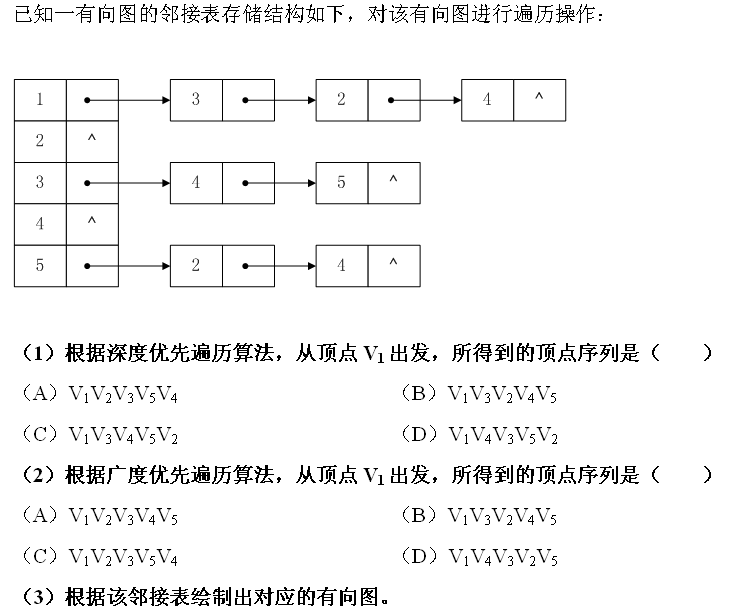 已知一有向图的邻接表存储结构如下，对该有向图进行遍历操作：
1 3 2 4 ^
2 ^
3 4 5 ^
4 ^
5 2 4 ^
（1）根据深度优先遍历算法，从顶点 V₁ 出发，所得到的顶点序列是（　　）
（A）V₁V₂V₃V₅V₄ （B）V₁V₃V₂V₄V₅
（C）V₁V₃V₄V₅V₂ （D）V₁V₄V₃V₅V₂
（2）根据广度优先遍历算法，从顶点 V₁ 出发，所得到的顶点序列是（　　）
（A）V₁V₂V₃V₄V₅ （B）V₁V₃V₂V₄V₅
（C）V₁V₂V₃V₅V₄ （D）V₁V₄V₃V₂V₅
（3）根据该邻接表绘制出对应的有向图。